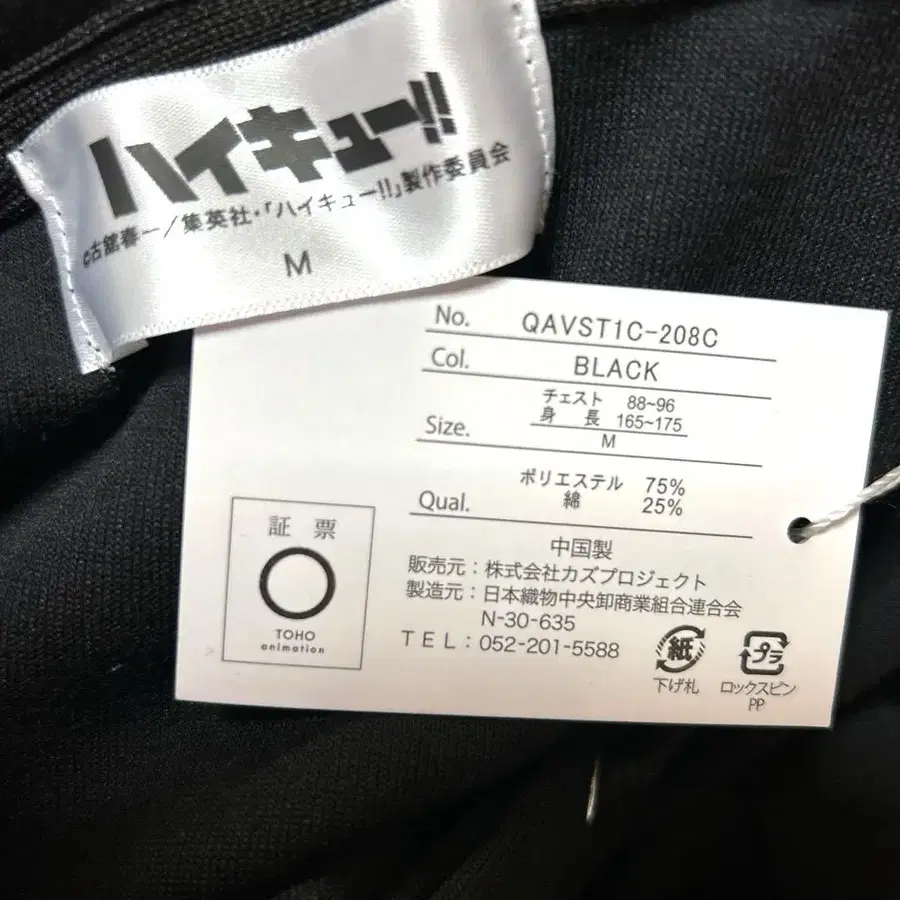 ハイキュー!!
©古舘春一/集英社・「ハイキュー!!」製作委員会
M
No. QAVST1C-208C
Col. BLACK
チェスト 88~96
身 長 165~175
Size. M
ポリエステル 75%
Qual. 綿 25%
中国製
販売元:株式会社カズプロジェクト
製造元:日本織物中央卸商業組合連合会
N-30-635
TEL:052-201-5588
証 票
TOHO
animation
紙
下げ札
プラ
ロックスピン
PP